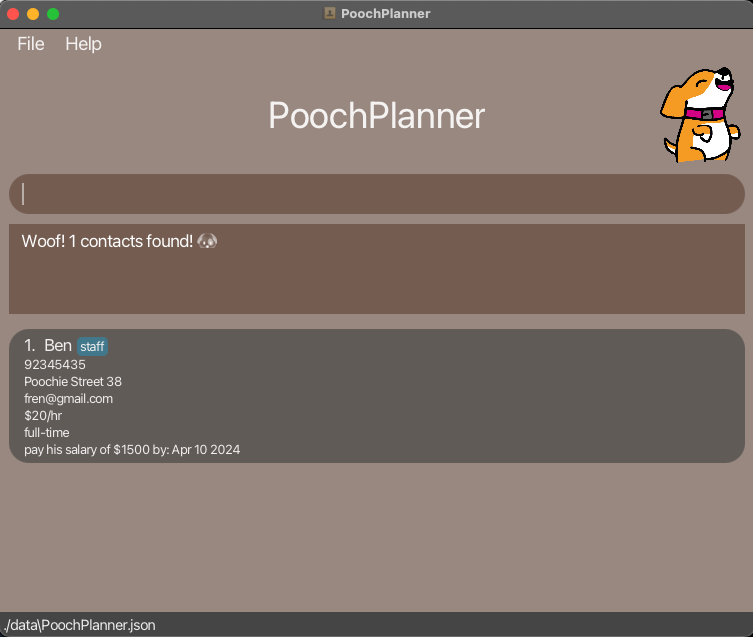 PoochPlanner
File Help
PoochPlanner
Woof! 1 contacts found! 🐶
1. Ben staff
92345435
Poochie Street 38
fren@gmail.com
$20/hr
full-time
pay his salary of $1500 by: Apr 10 2024
./data\PoochPlanner.json